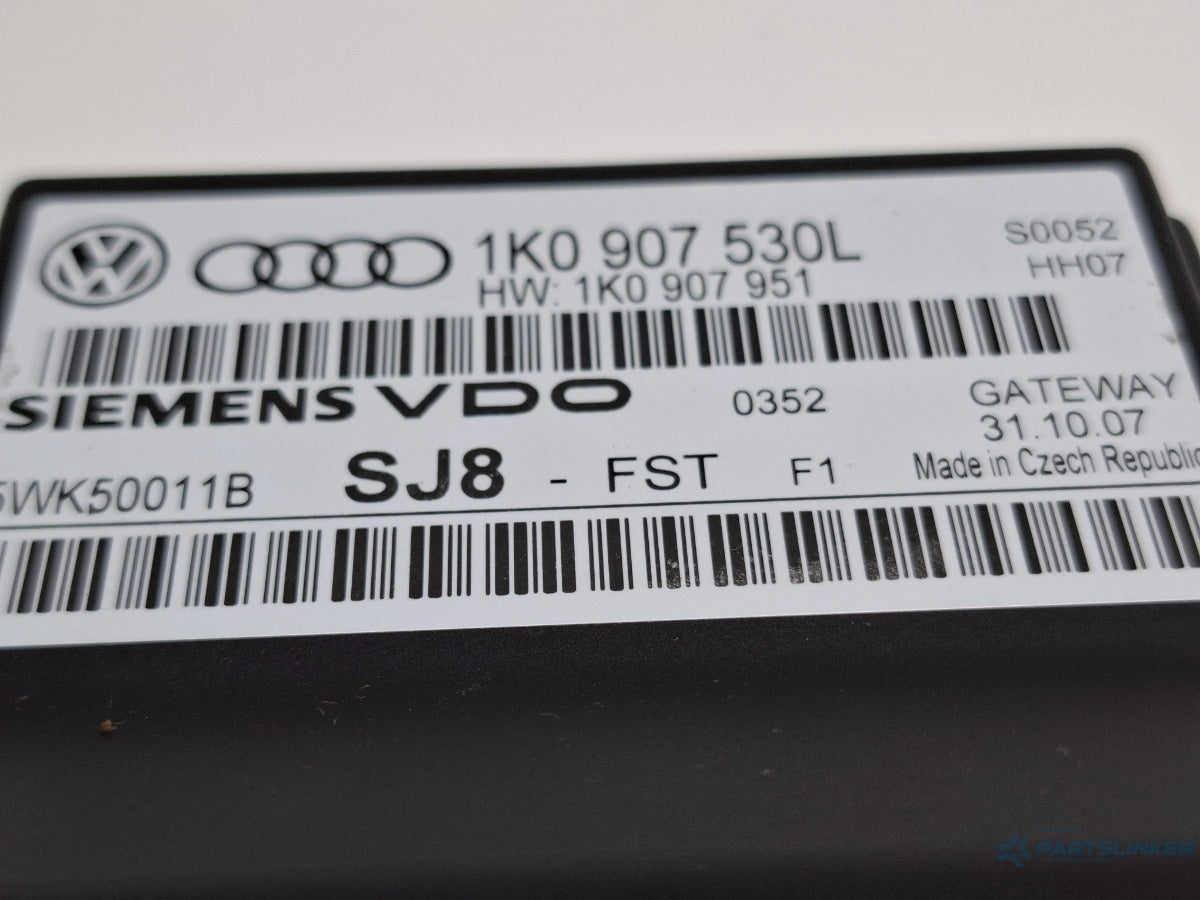 1K0 907 530L S0052
HW: 1K0 907 951 HH07
SIEMENS VDO 0352 GATEWAY
31.10.07
5WK50011B SJ8 - FST F1 Made in Czech Republic
PARTSLINKER